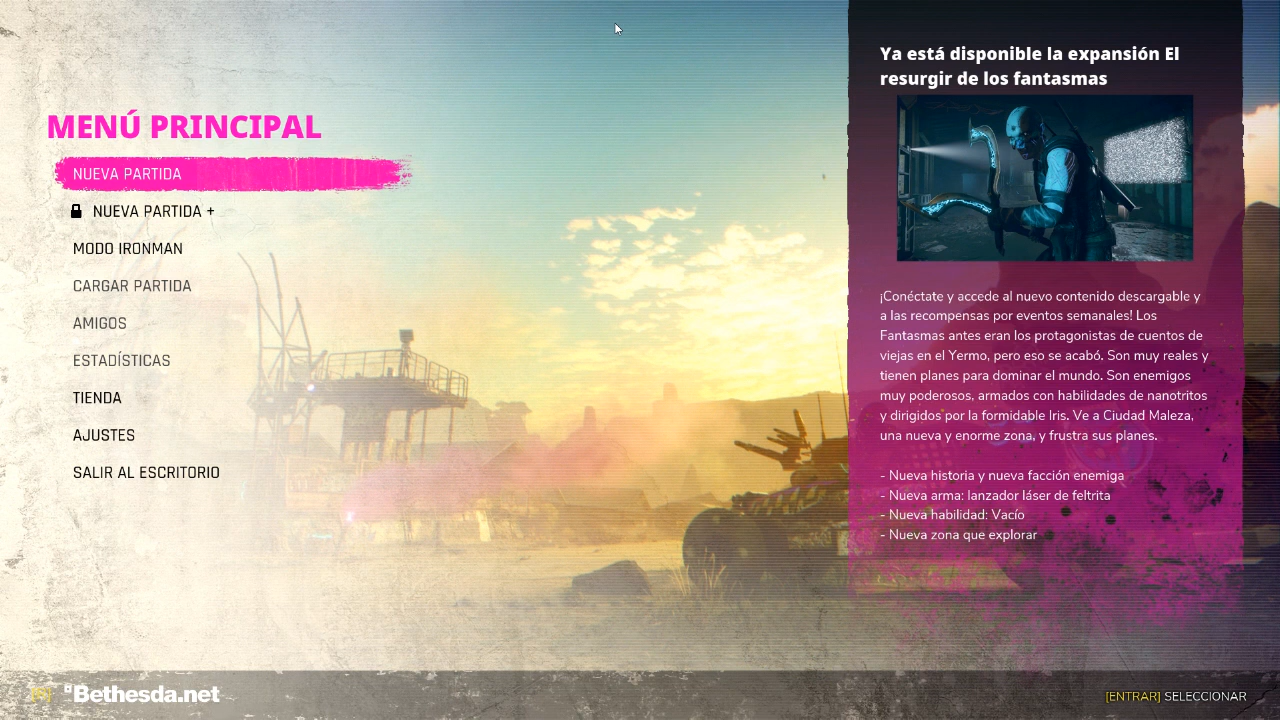 MENÚ PRINCIPAL
NUEVA PARTIDA
NUEVA PARTIDA +
MODO IRONMAN
CARGAR PARTIDA
AMIGOS
ESTADÍSTICAS
TIENDA
AJUSTES
SALIR AL ESCRITORIO
Ya está disponible la expansión El
resurgir de los fantasmas
¡Conéctate y accede al nuevo contenido descargable y
a las recompensas por eventos semanales! Los
Fantasmas antes eran los protagonistas de cuentos de
viejas en el Yermo, pero eso se acabó. Son muy reales y
tienen planes para dominar el mundo. Son enemigos
muy poderosos, armados con habilidades de nanotritos
y dirigidos por la formidable Iris. Ve a Ciudad Maleza,
una nueva y enorme zona, y frustra sus planes.
- Nueva historia y nueva facción enemiga
- Nueva arma: lanzador láser de feltrita
- Nueva habilidad: Vacío
- Nueva zona que explorar
Bethesda.net
[ENTRAR] SELECCIONAR